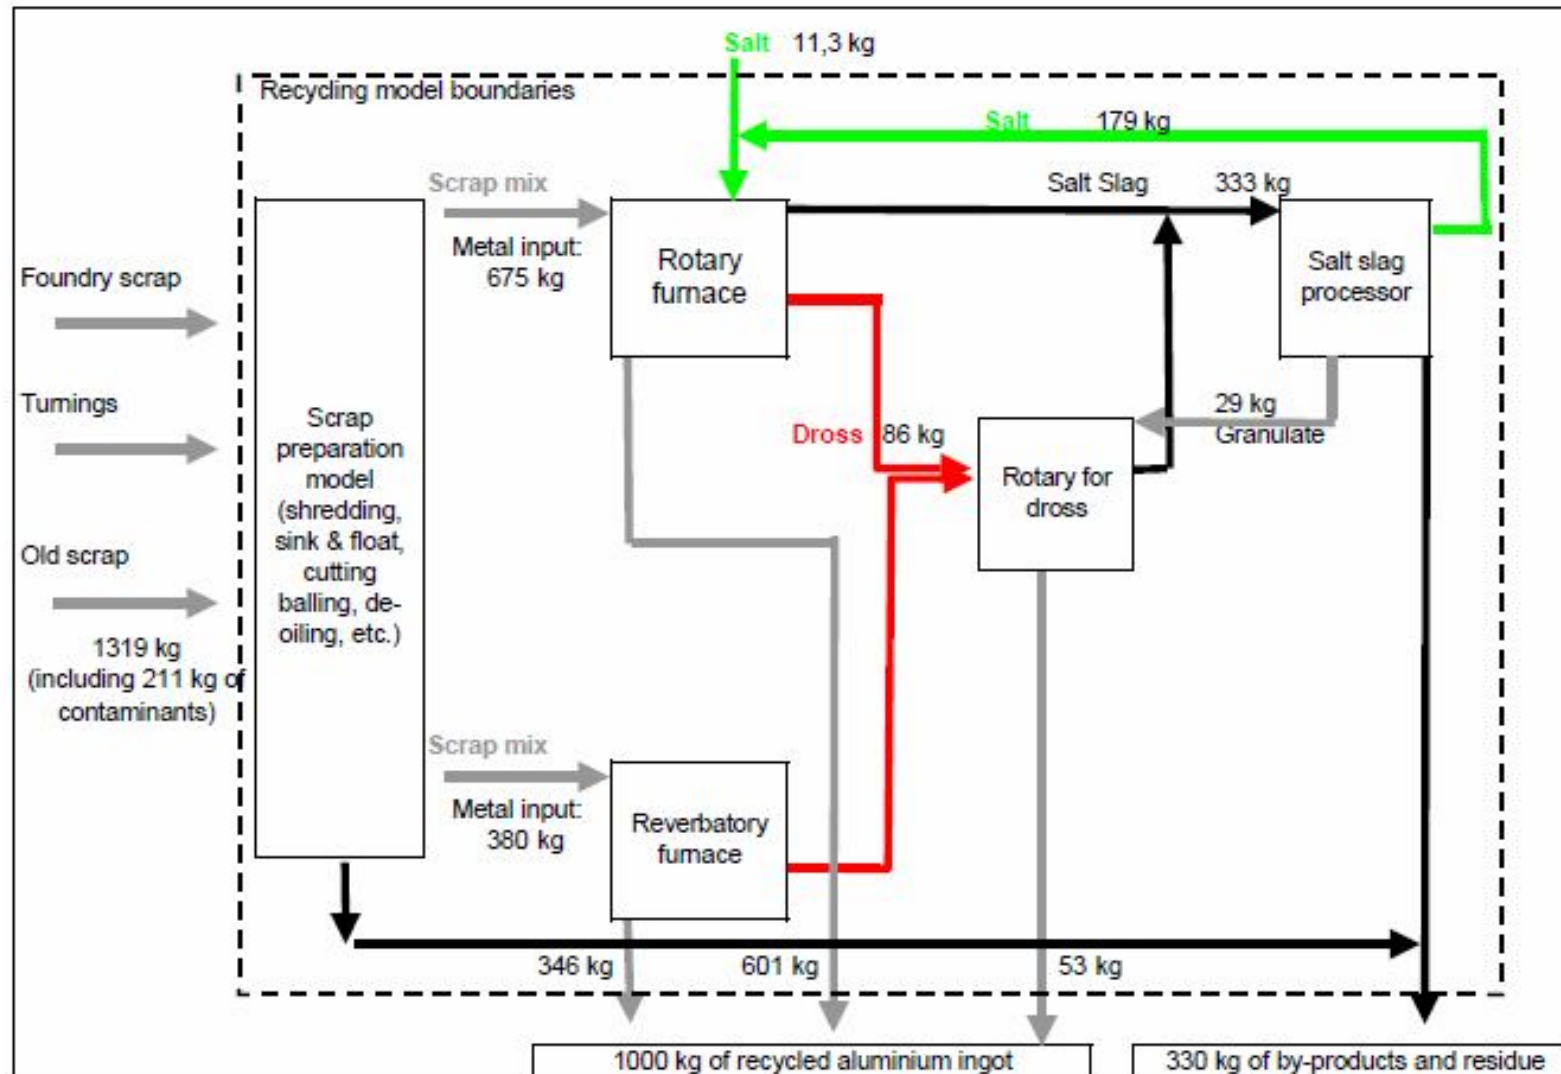 Salt 11,3 kg
Recycling model boundaries
Salt 179 kg
Scrap mix
Salt Slag 333 kg
Metal input:
675 kg
Rotary
furnace
Salt slag
processor
Foundry scrap
Turnings
Scrap
preparation
model
(shredding,
sink & float,
cutting
balling, de-
oiling, etc.)
Dross 86 kg
29 kg
Granulate
Rotary for
dross
Old scrap
1319 kg
(including 211 kg of
contaminants)
Scrap mix
Metal input:
380 kg
Reverbatory
furnace
346 kg
601 kg
53 kg
1000 kg of recycled aluminium ingot
330 kg of by-products and residue